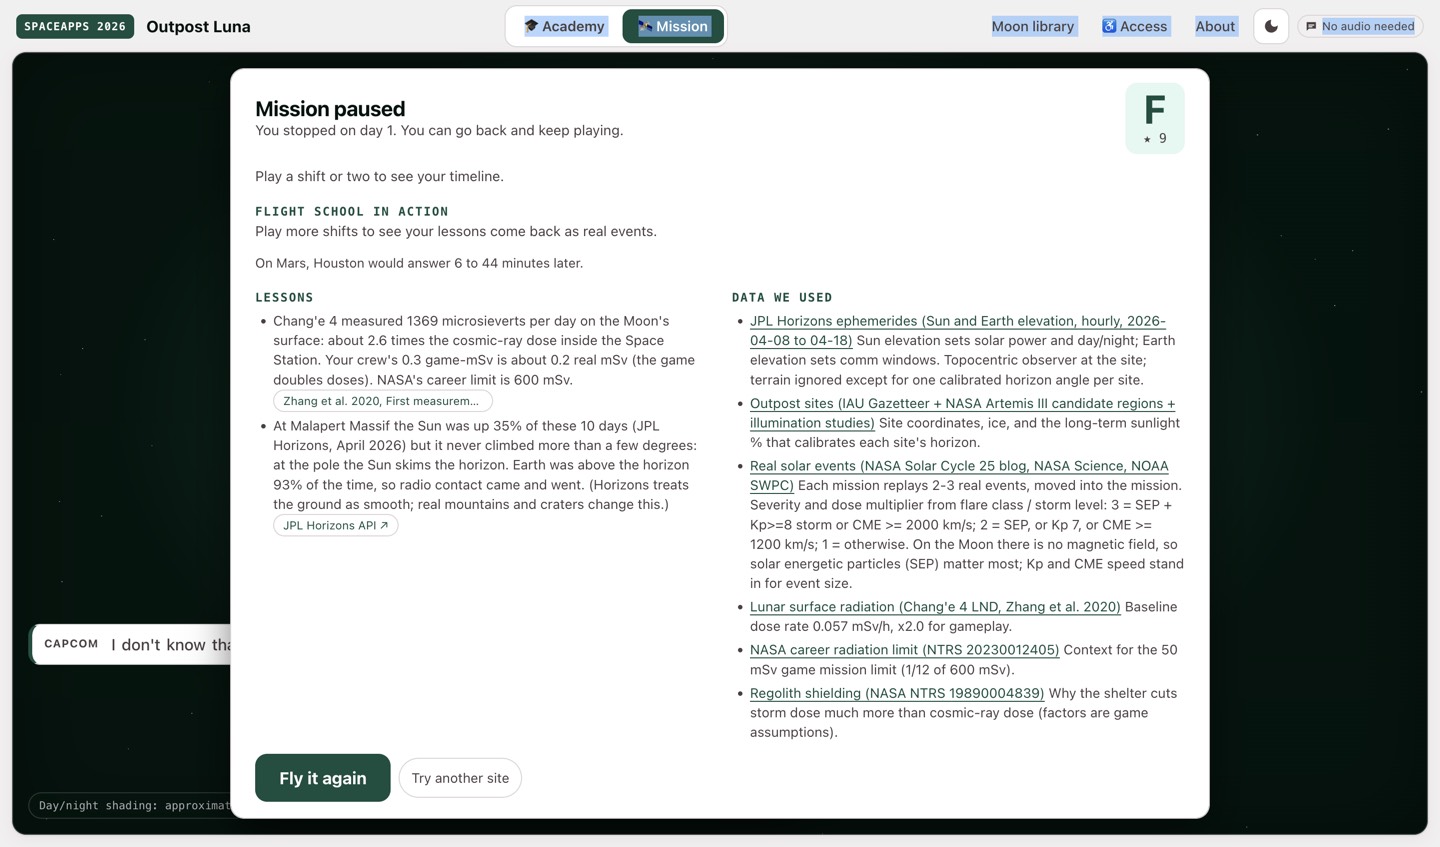 SPACEAPPS 2026 Outpost Luna 🎓 Academy 🛰️ Mission Moon library ♿ Access About No audio needed
Mission paused
You stopped on day 1. You can go back and keep playing.
F
★ 9
Play a shift or two to see your timeline.
FLIGHT SCHOOL IN ACTION
Play more shifts to see your lessons come back as real events.
On Mars, Houston would answer 6 to 44 minutes later.
LESSONS
• Chang'e 4 measured 1369 microsieverts per day on the Moon's
surface: about 2.6 times the cosmic-ray dose inside the Space
Station. Your crew's 0.3 game-mSv is about 0.2 real mSv (the game
doubles doses). NASA's career limit is 600 mSv.
Zhang et al. 2020, First measurem...
• At Malapert Massif the Sun was up 35% of these 10 days (JPL
Horizons, April 2026) but it never climbed more than a few degrees:
at the pole the Sun skims the horizon. Earth was above the horizon
93% of the time, so radio contact came and went. (Horizons treats
the ground as smooth; real mountains and craters change this.)
JPL Horizons API ↗
DATA WE USED
• JPL Horizons ephemerides (Sun and Earth elevation, hourly, 2026-
04-08 to 04-18) Sun elevation sets solar power and day/night; Earth
elevation sets comm windows. Topocentric observer at the site;
terrain ignored except for one calibrated horizon angle per site.
• Outpost sites (IAU Gazetteer + NASA Artemis III candidate regions +
illumination studies) Site coordinates, ice, and the long-term sunlight
% that calibrates each site's horizon.
• Real solar events (NASA Solar Cycle 25 blog, NASA Science, NOAA
SWPC) Each mission replays 2-3 real events, moved into the mission.
Severity and dose multiplier from flare class / storm level: 3 = SEP +
Kp>=8 storm or CME >= 2000 km/s; 2 = SEP, or Kp 7, or CME >=
1200 km/s; 1 = otherwise. On the Moon there is no magnetic field, so
solar energetic particles (SEP) matter most; Kp and CME speed stand
in for event size.
• Lunar surface radiation (Chang'e 4 LND, Zhang et al. 2020) Baseline
dose rate 0.057 mSv/h, x2.0 for gameplay.
• NASA career radiation limit (NTRS 20230012405) Context for the 50
mSv game mission limit (1/12 of 600 mSv).
• Regolith shielding (NASA NTRS 19890004839) Why the shelter cuts
storm dose much more than cosmic-ray dose (factors are game
assumptions).
CAPCOM I don't know tha
Fly it again Try another site
Day/night shading: approximat